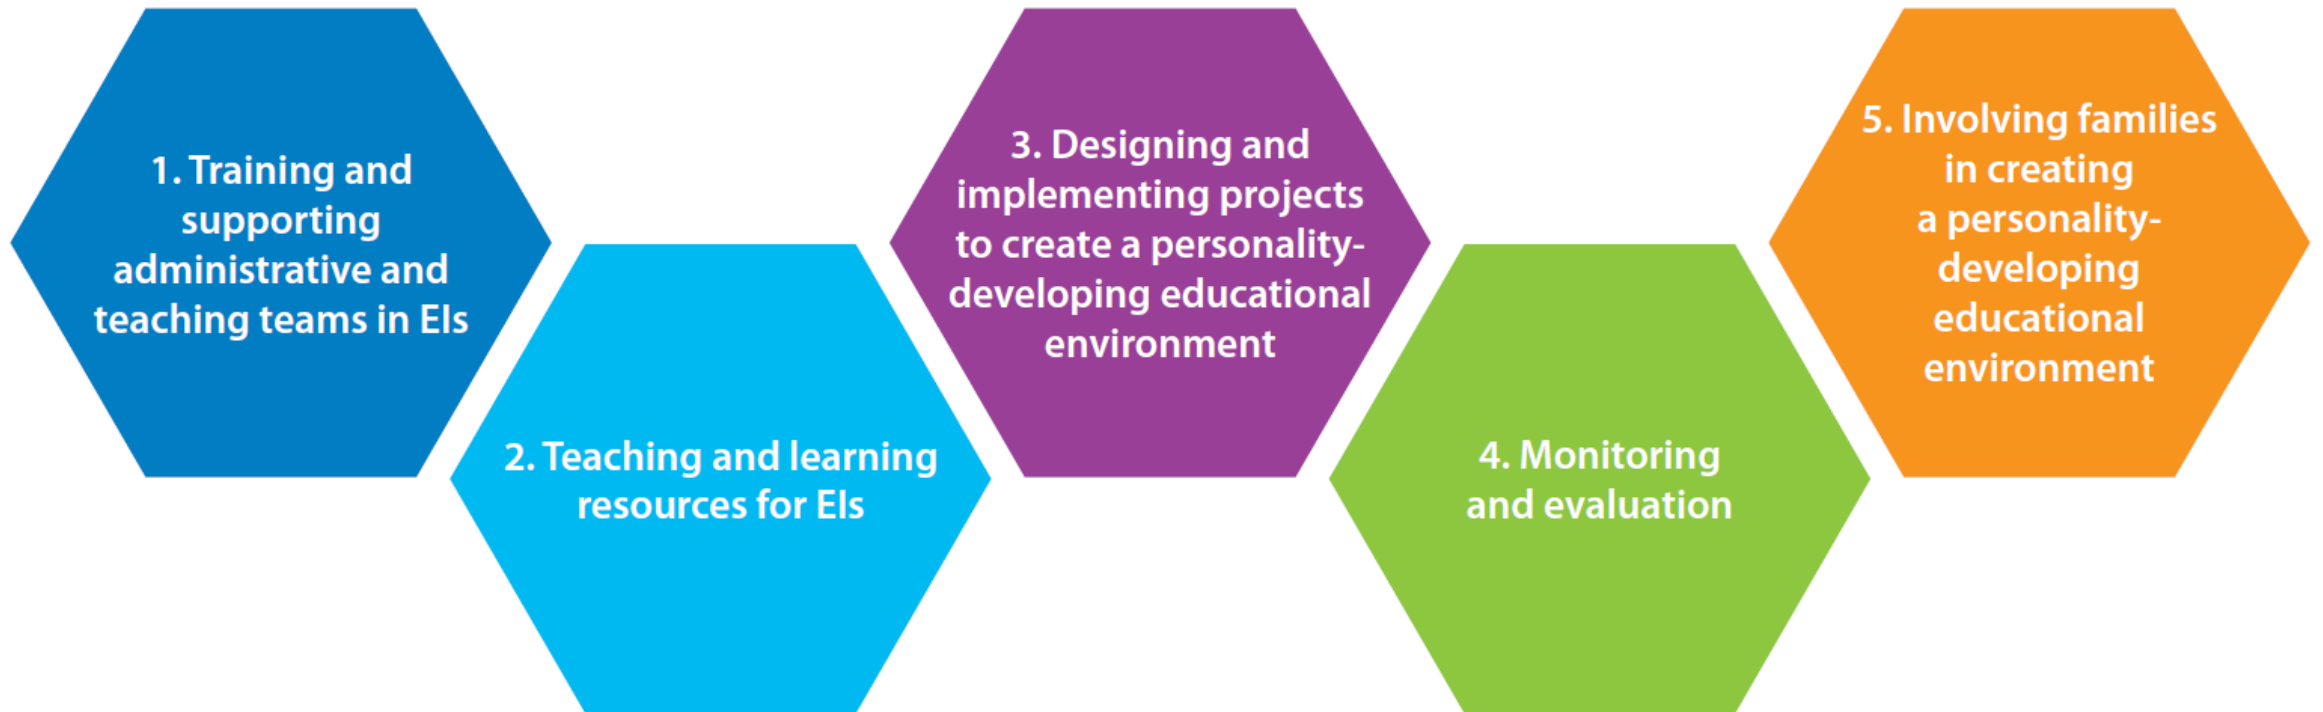 1. Training and
supporting
administrative and
teaching teams in EIs
2. Teaching and learning
resources for EIs
3. Designing and
implementing projects
to create a personality-
developing educational
environment
4. Monitoring
and evaluation
5. Involving families
in creating
a personality-
developing
educational
environment